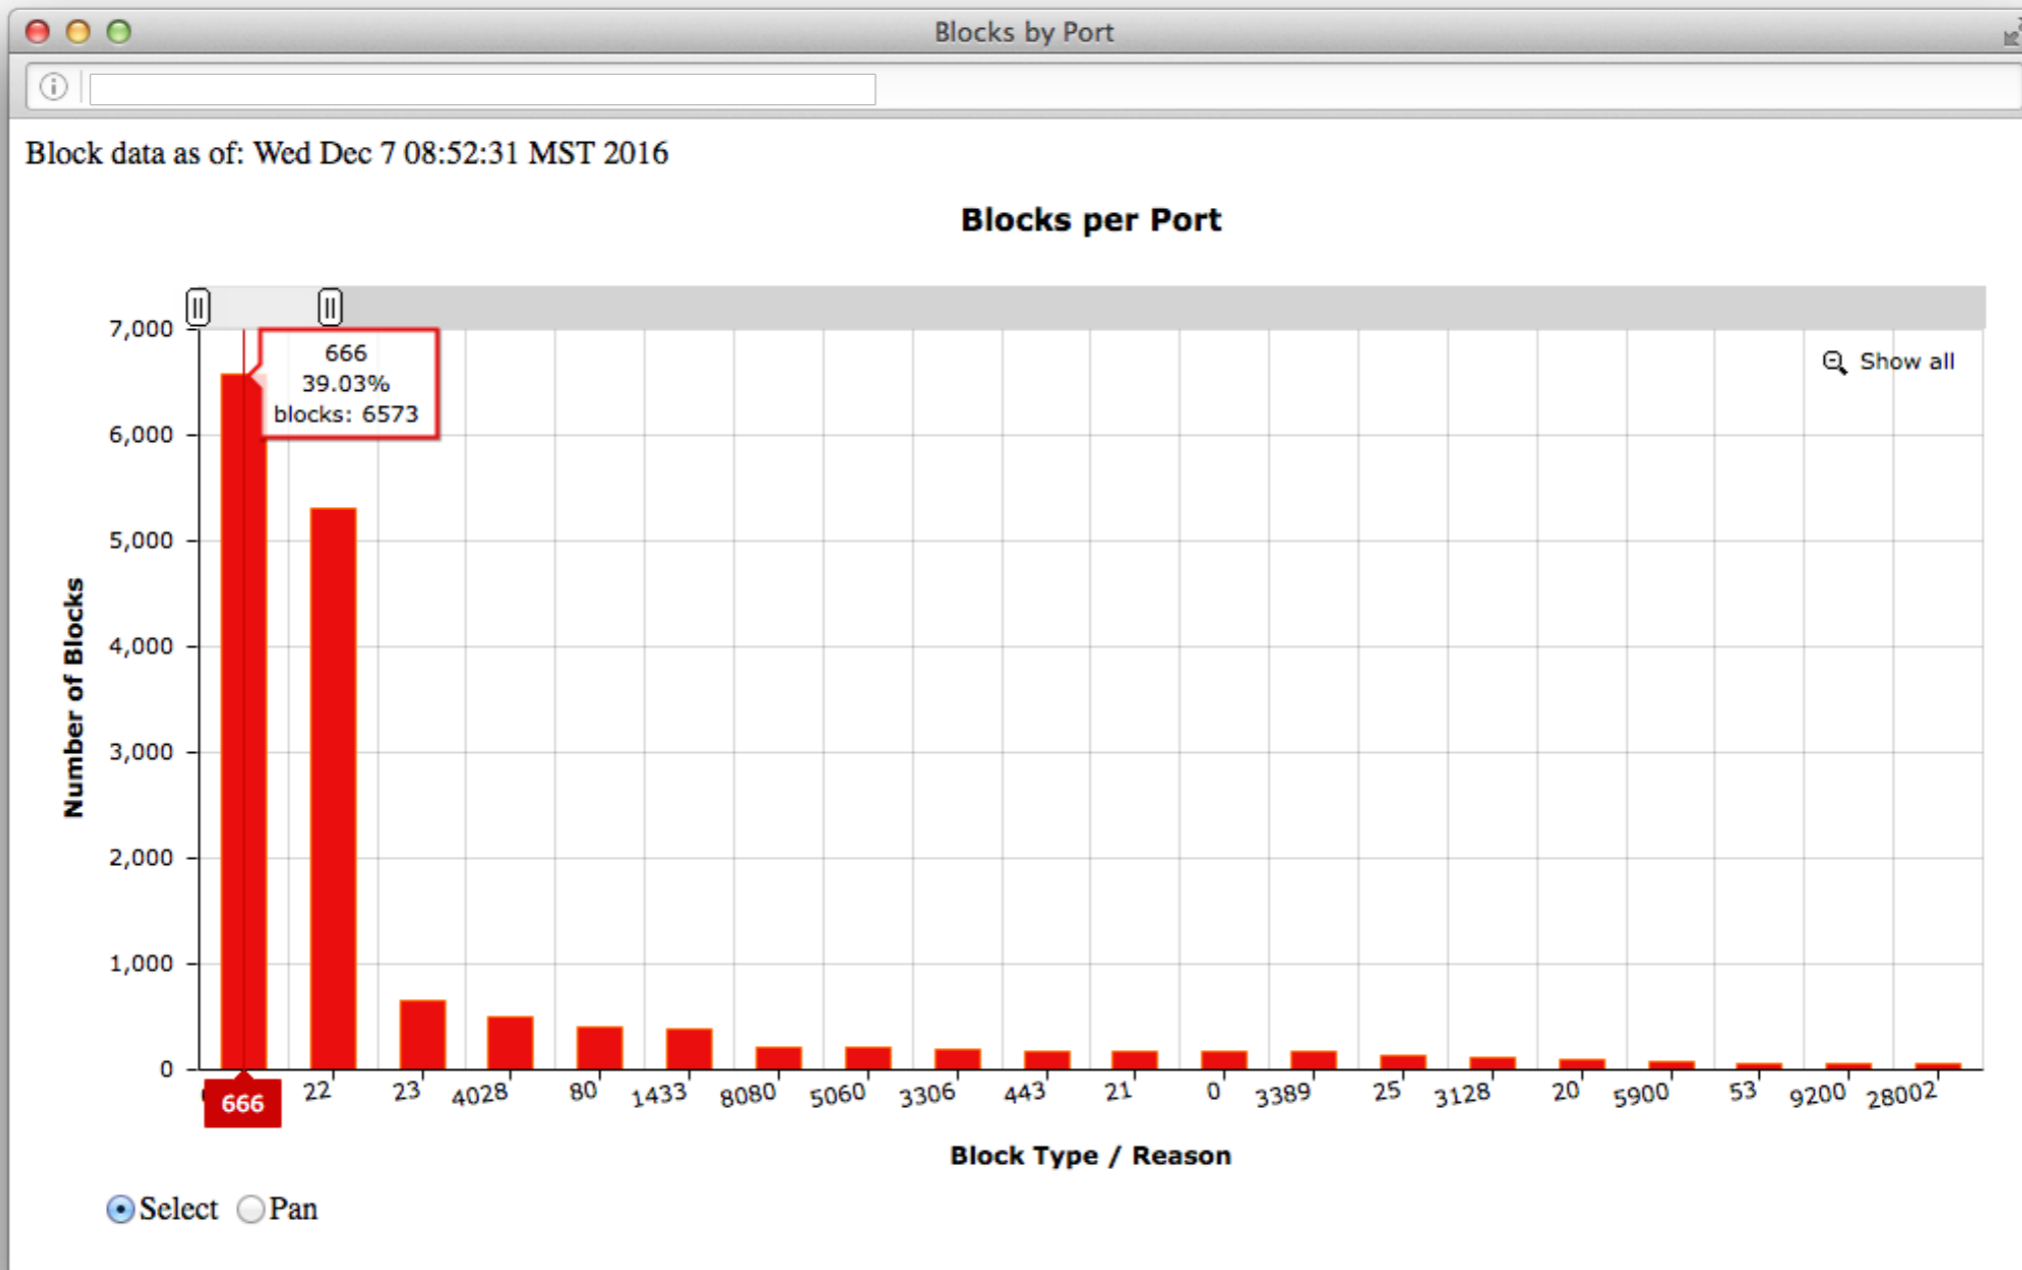 Blocks by Port
Block data as of: Wed Dec 7 08:52:31 MST 2016
Blocks per Port
7,000
666
39.03%
blocks: 6573
Show all
6,000
5,000
4,000
3,000
2,000
1,000
0
Number of Blocks
666 22 23 4028 80 1433 8080 5060 3306 443 21 0 3389 25 3128 20 5900 53 9200 28002
Block Type / Reason
Select Pan